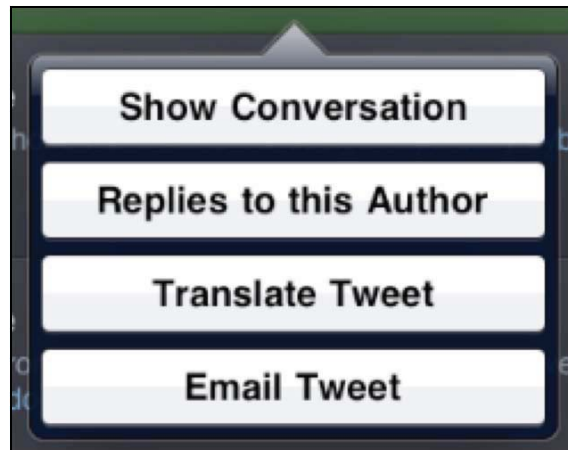 Show Conversation
Replies to this Author
Translate Tweet
Email Tweet